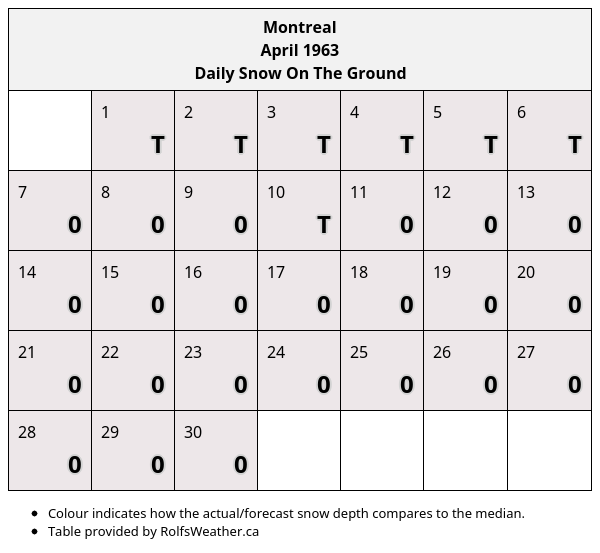 Montreal
April 1963
Daily Snow On The Ground
1 2 3 4 5 6
T T T T T T
7 8 9 10 11 12 13
0 0 0 T 0 0 0
14 15 16 17 18 19 20
0 0 0 0 0 0 0
21 22 23 24 25 26 27
0 0 0 0 0 0 0
28 29 30
0 0 0
• Colour indicates how the actual/forecast snow depth compares to the median.
• Table provided by RolfsWeather.ca